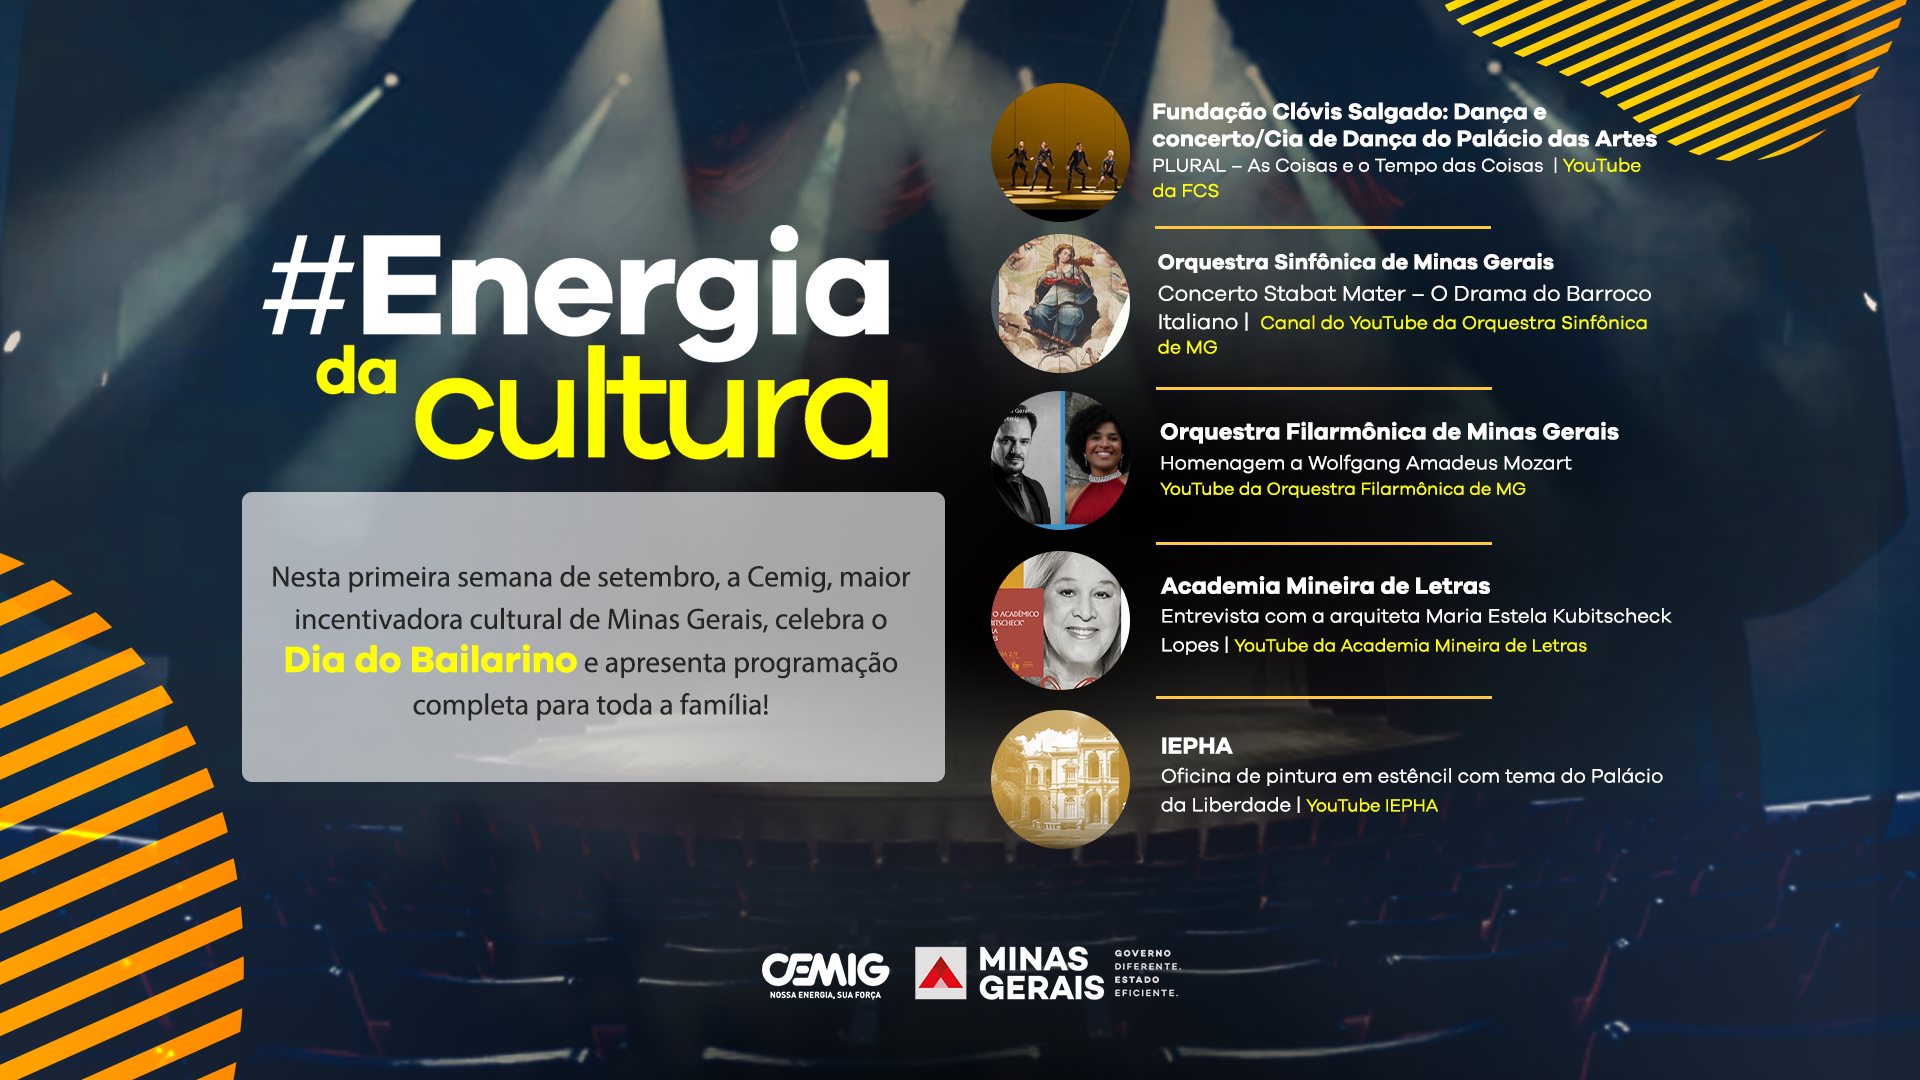 #Energia
da
cultura
Nesta primeira semana de setembro, a Cemig, maior
incentivadora cultural de Minas Gerais, celebra o
Dia do Bailarino e apresenta programação
completa para toda a família!
Fundação Clóvis Salgado: Dança e
concerto/Cia de Dança do Palácio das Artes
PLURAL – As Coisas e o Tempo das Coisas | YouTube
da FCS
Orquestra Sinfônica de Minas Gerais
Concerto Stabat Mater – O Drama do Barroco
Italiano | Canal do YouTube da Orquestra Sinfônica
de MG
Orquestra Filarmônica de Minas Gerais
Homenagem a Wolfgang Amadeus Mozart
YouTube da Orquestra Filarmônica de MG
Academia Mineira de Letras
Entrevista com a arquiteta Maria Estela Kubitscheck
Lopes | YouTube da Academia Mineira de Letras
O ACADÊMICO
IEPHA
Oficina de pintura em estêncil com tema do Palácio
da Liberdade | YouTube IEPHA
CEMIG
NOSSA ENERGIA, SUA FORÇA
MINAS
GERAIS
GOVERNO
DIFERENTE.
ESTADO
EFICIENTE.